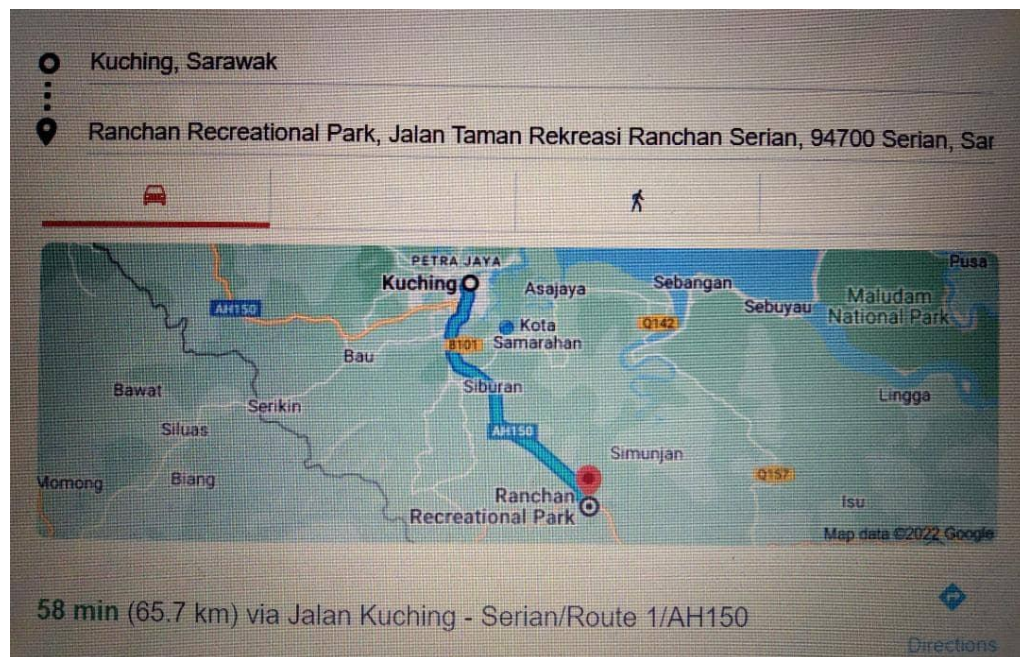 Kuching, Sarawak
Ranchan Recreational Park, Jalan Taman Rekreasi Ranchan Serian, 94700 Serian, Sar
PETRA JAYA
Pusa
Kuching
Asajaya
Sebangan
Maludam
National Park
AH150
Sebuyau
Q142
Kota
Samarahan
B101
Bau
Siburan
Bawat
Serikin
Lingga
Siluas
AH150
Simunjan
Momong
Biang
Q157
Ranchan
Recreational Park
Isu
Map data ©2022 Google
58 min (65.7 km) via Jalan Kuching - Serian/Route 1/AH150
Directions